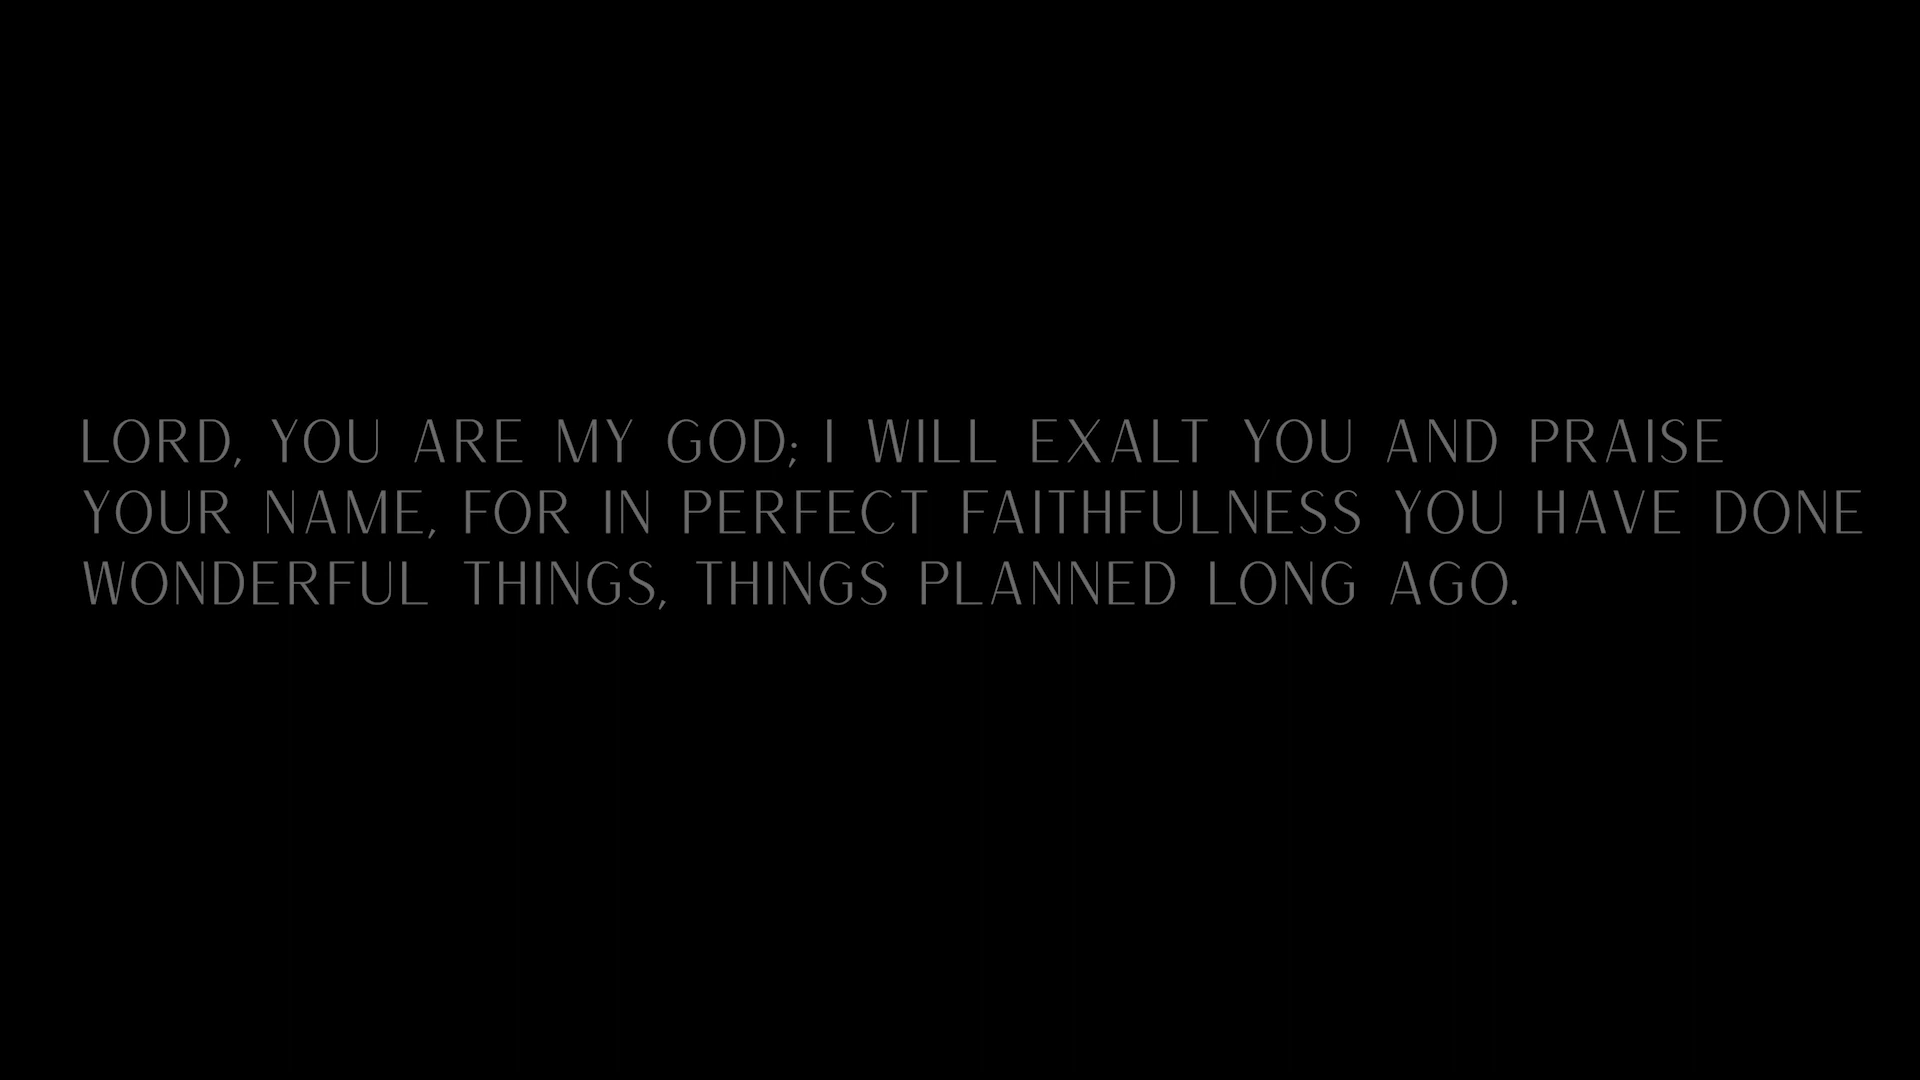 LORD, YOU ARE MY GOD; I WILL EXALT YOU AND PRAISE
YOUR NAME, FOR IN PERFECT FAITHFULNESS YOU HAVE DONE
WONDERFUL THINGS, THINGS PLANNED LONG AGO.